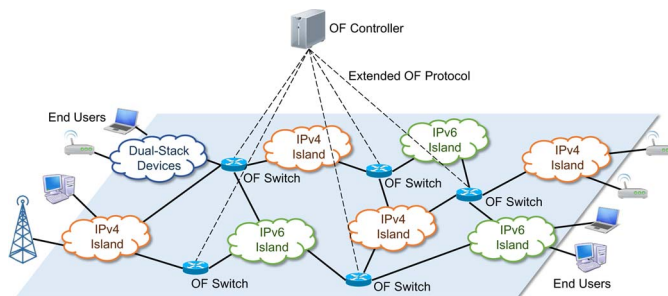 OF Controller
Extended OF Protocol
End Users
Dual-Stack
Devices
IPv4
Island
IPv6
Island
IPv4
Island
OF Switch
OF Switch
OF Switch
IPv4
Island
IPv6
Island
IPv4
Island
IPv6
Island
OF Switch
OF Switch
End Users